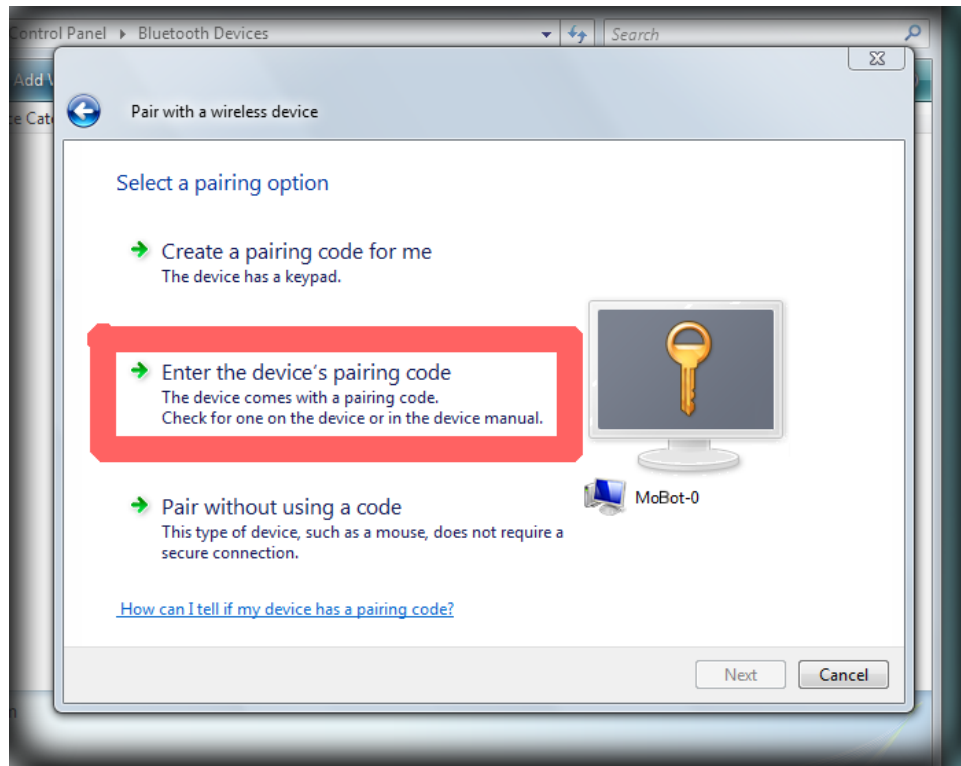 Control Panel ▸ Bluetooth Devices
Search
Add
Pair with a wireless device
Select a pairing option
Create a pairing code for me
The device has a keypad.
Enter the device's pairing code
The device comes with a pairing code.
Check for one on the device or in the device manual.
MoBot-0
Pair without using a code
This type of device, such as a mouse, does not require a
secure connection.
How can I tell if my device has a pairing code?
Next
Cancel